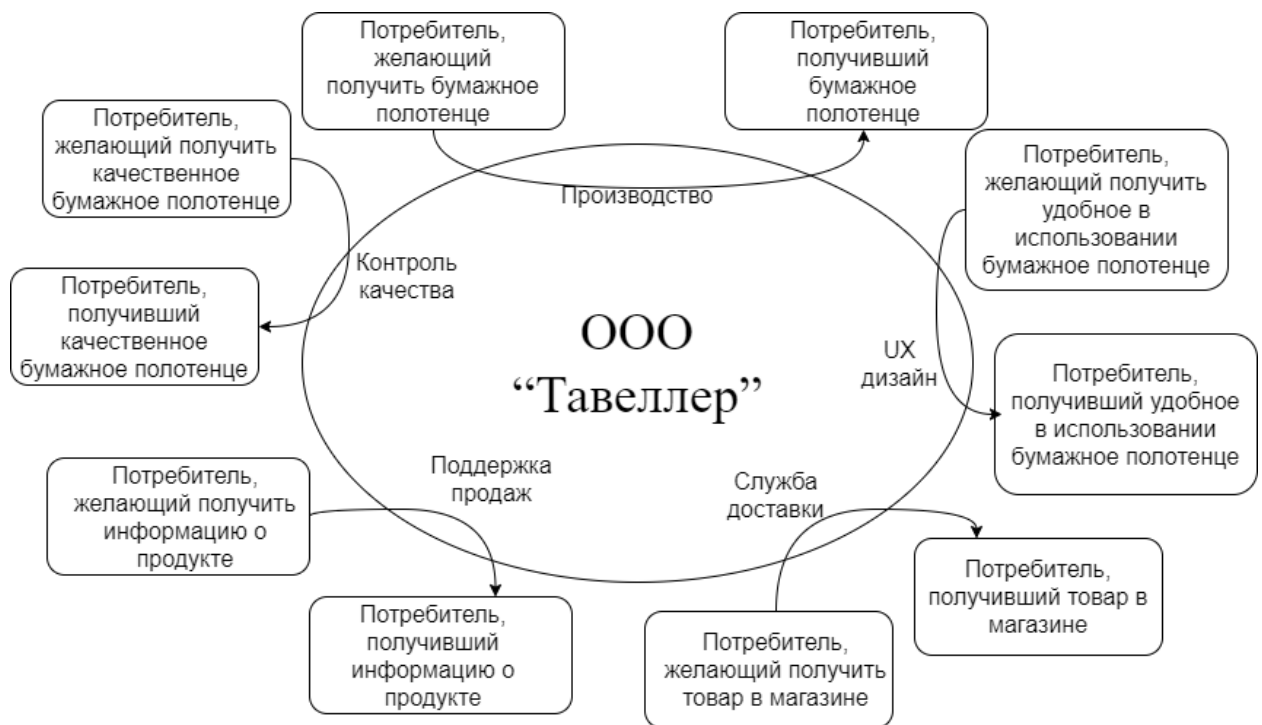 Потребитель,
желающий
получить бумажное
полотенце
Потребитель,
получивший
бумажное
полотенце
Потребитель,
желающий получить
качественное
бумажное полотенце
Потребитель,
желающий получить
удобное в
использовании
бумажное полотенце
Производство
Контроль
качества
Потребитель,
получивший
качественное
бумажное полотенце
ООО
“Тавеллер”
UX
дизайн
Потребитель,
получивший удобное
в использовании
бумажное полотенце
Потребитель,
желающий получить
информацию о
продукте
Поддержка
продаж
Служба
доставки
Потребитель,
получивший товар в
магазине
Потребитель,
получивший
информацию о
продукте
Потребитель,
желающий получить
товар в магазине